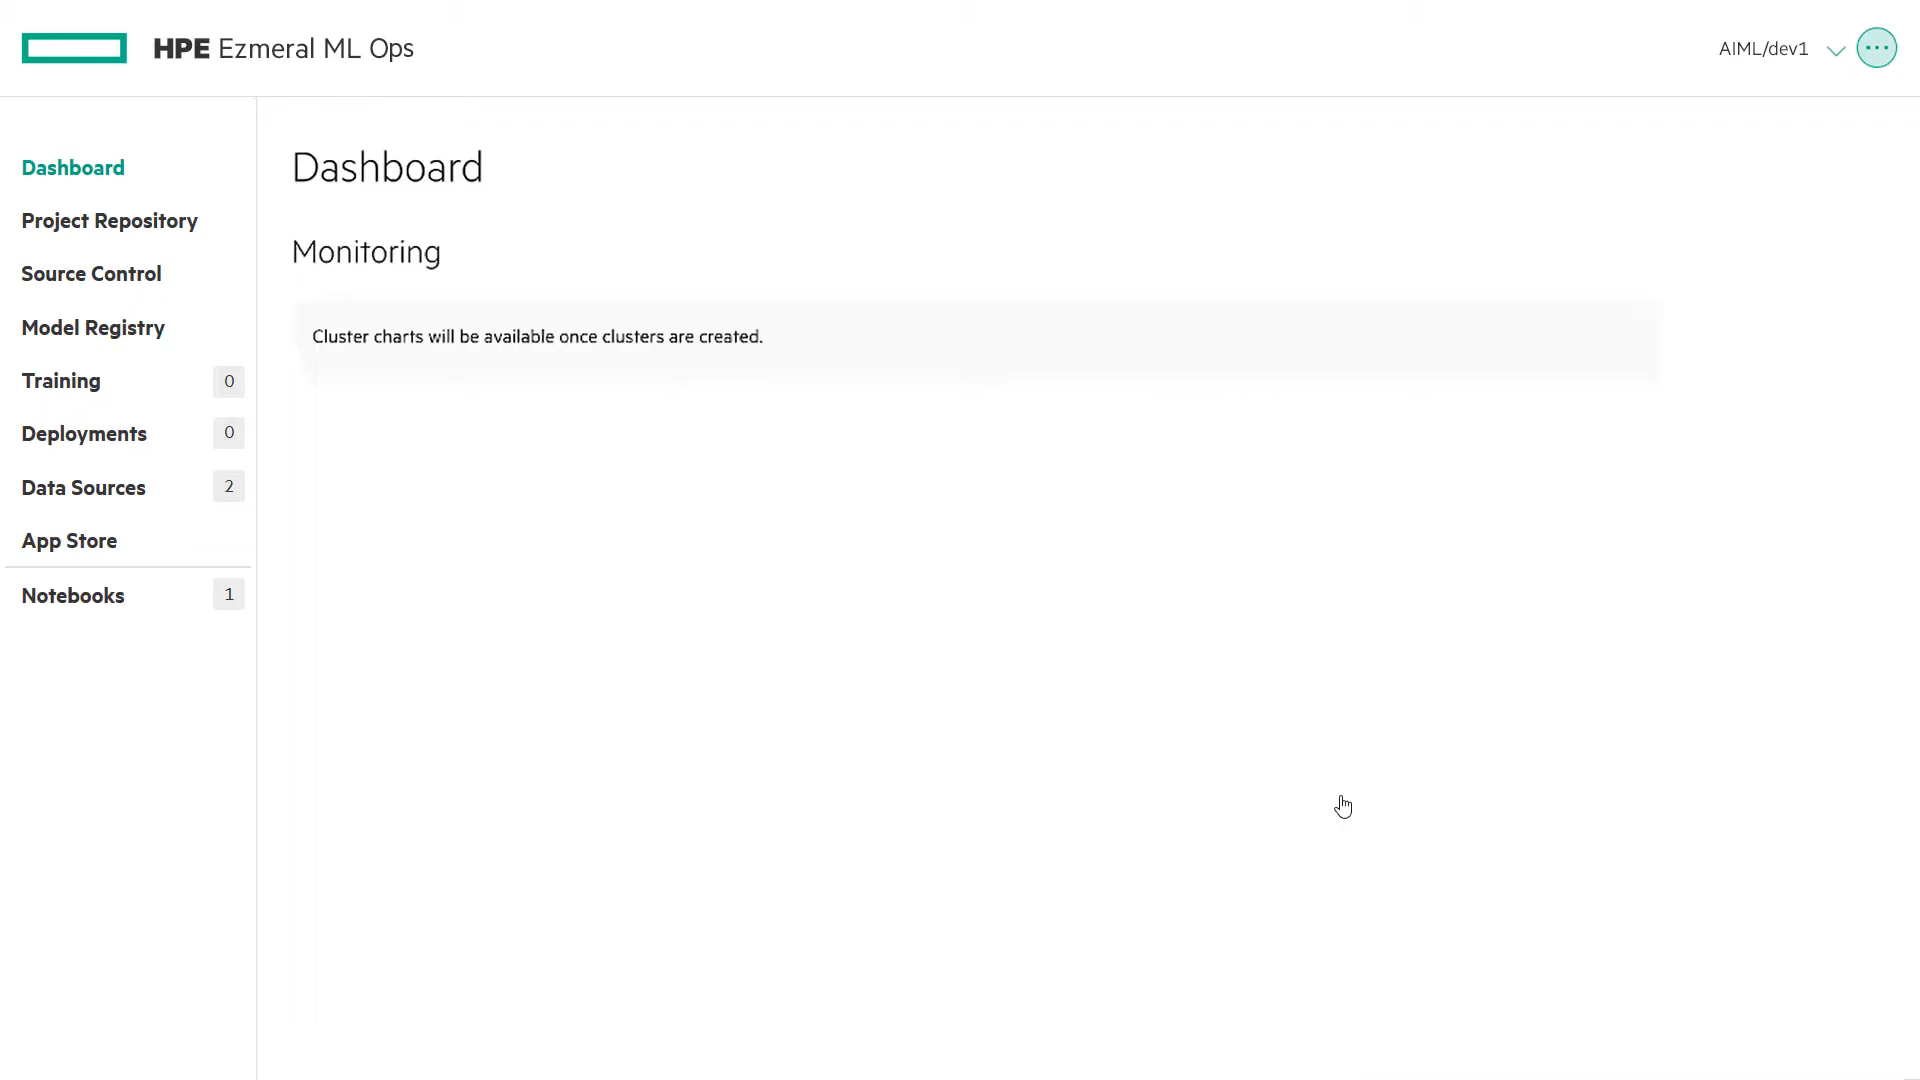 HPE Ezmeral ML Ops
AIML/dev1
Dashboard
Project Repository
Source Control
Model Registry
Training 0
Deployments 0
Data Sources 2
App Store
Notebooks 1
Dashboard
Monitoring
Cluster charts will be available once clusters are created.